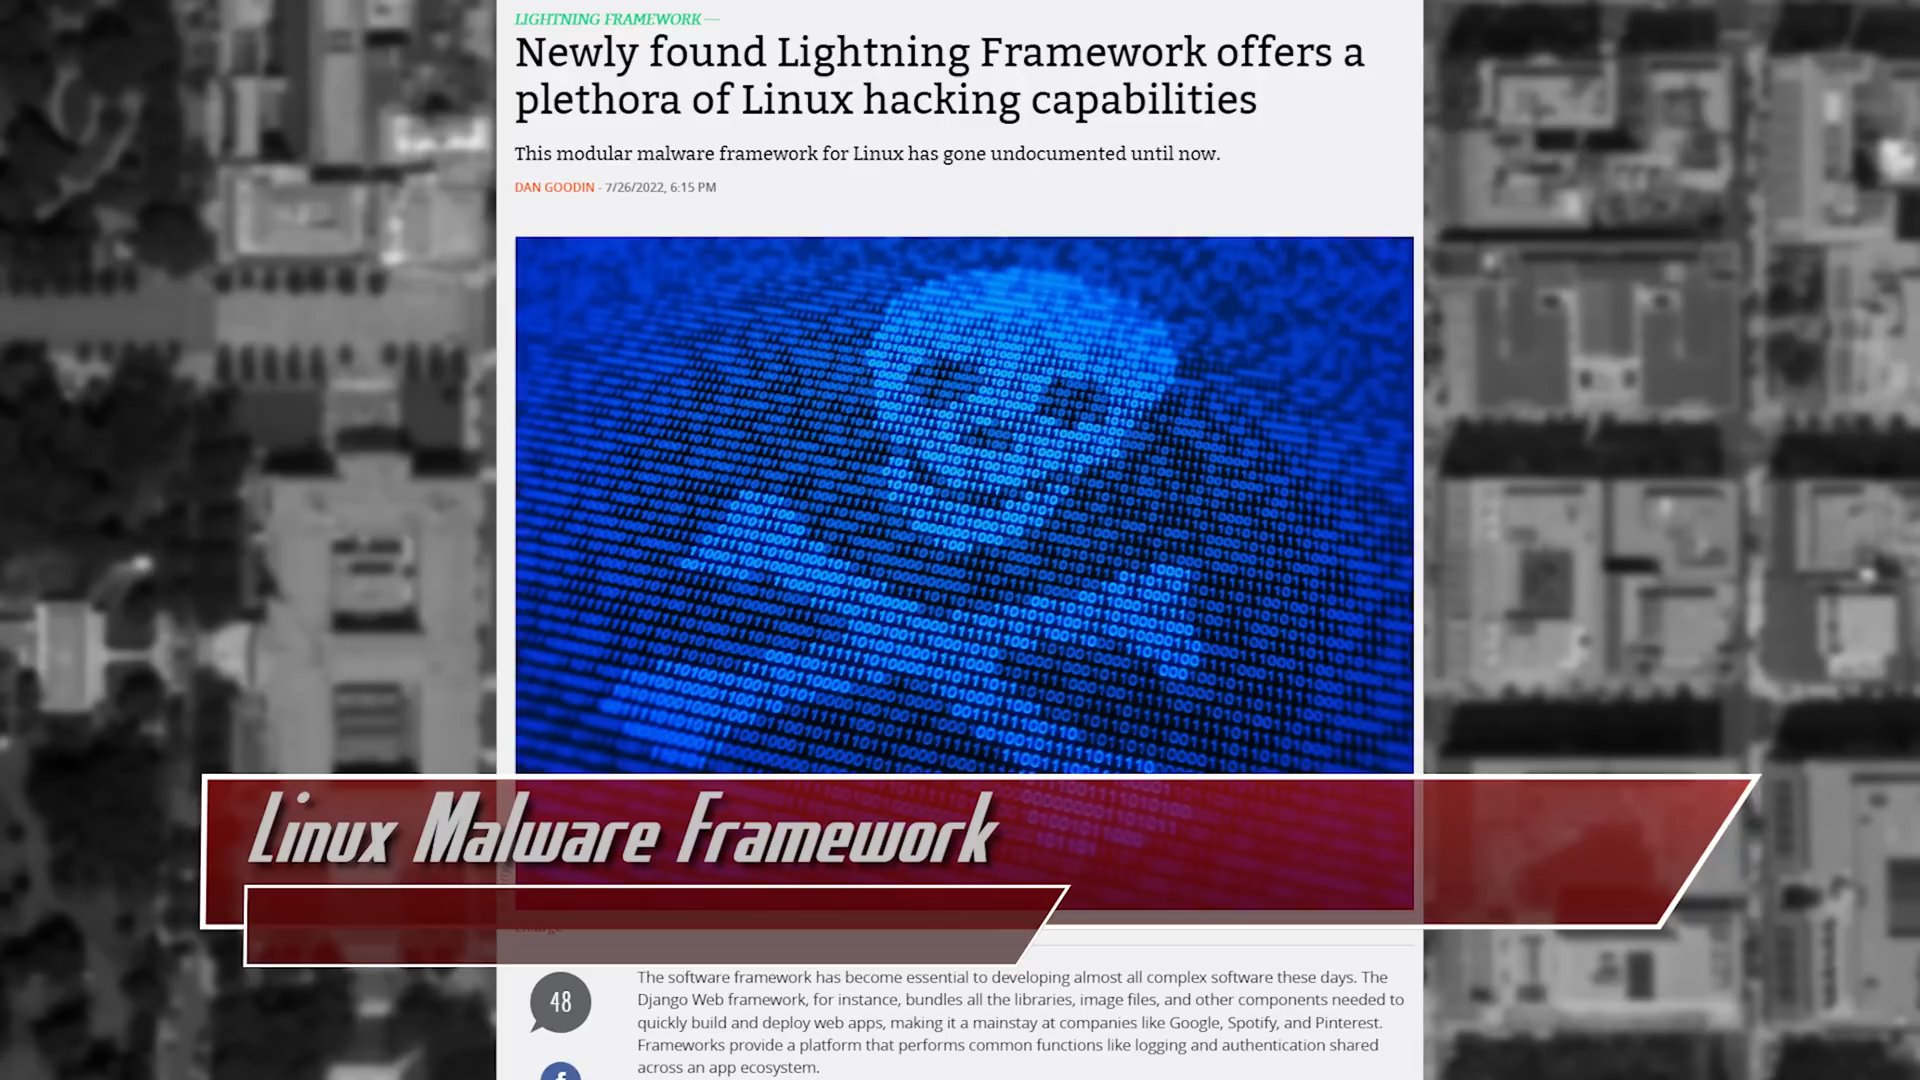 LIGHTNING FRAMEWORK —
Newly found Lightning Framework offers a
plethora of Linux hacking capabilities
This modular malware framework for Linux has gone undocumented until now.
DAN GOODIN - 7/26/2022, 6:15 PM
Linux Malware Framework
48
The software framework has become essential to developing almost all complex software these days. The
Django Web framework, for instance, bundles all the libraries, image files, and other components needed to
quickly build and deploy web apps, making it a mainstay at companies like Google, Spotify, and Pinterest.
Frameworks provide a platform that performs common functions like logging and authentication shared
across an app ecosystem.